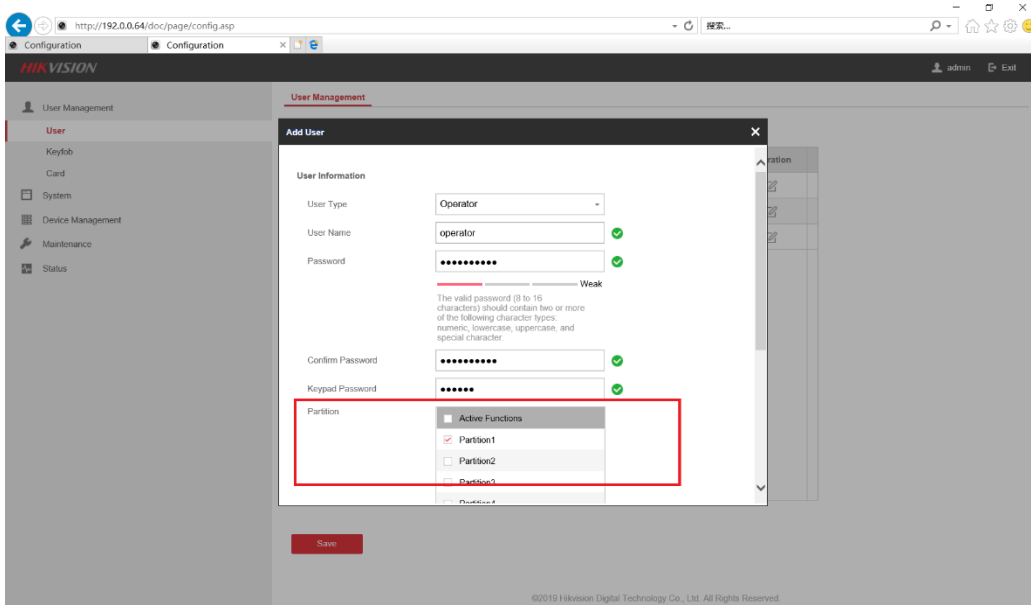 http://192.0.0.64/doc/page/config.asp
搜索...
Configuration
Configuration
HIKVISION
admin
Exit
User Management
User
Keyfob
Card
System
Device Management
Maintenance
Status
User Management
Add User
ration
User Information
User Type
Operator
User Name
operator
Password
••••••••••
Weak
The valid password (8 to 16
characters) should contain two or more
of the following character types:
numeric, lowercase, uppercase, and
special character
Confirm Password
••••••••••
Keypad Password
••••••
Partition
Active Functions
Partition1
Partition2
Partition3
Partition4
Save
©2019 Hikvision Digital Technology Co., Ltd. All Rights Reserved.